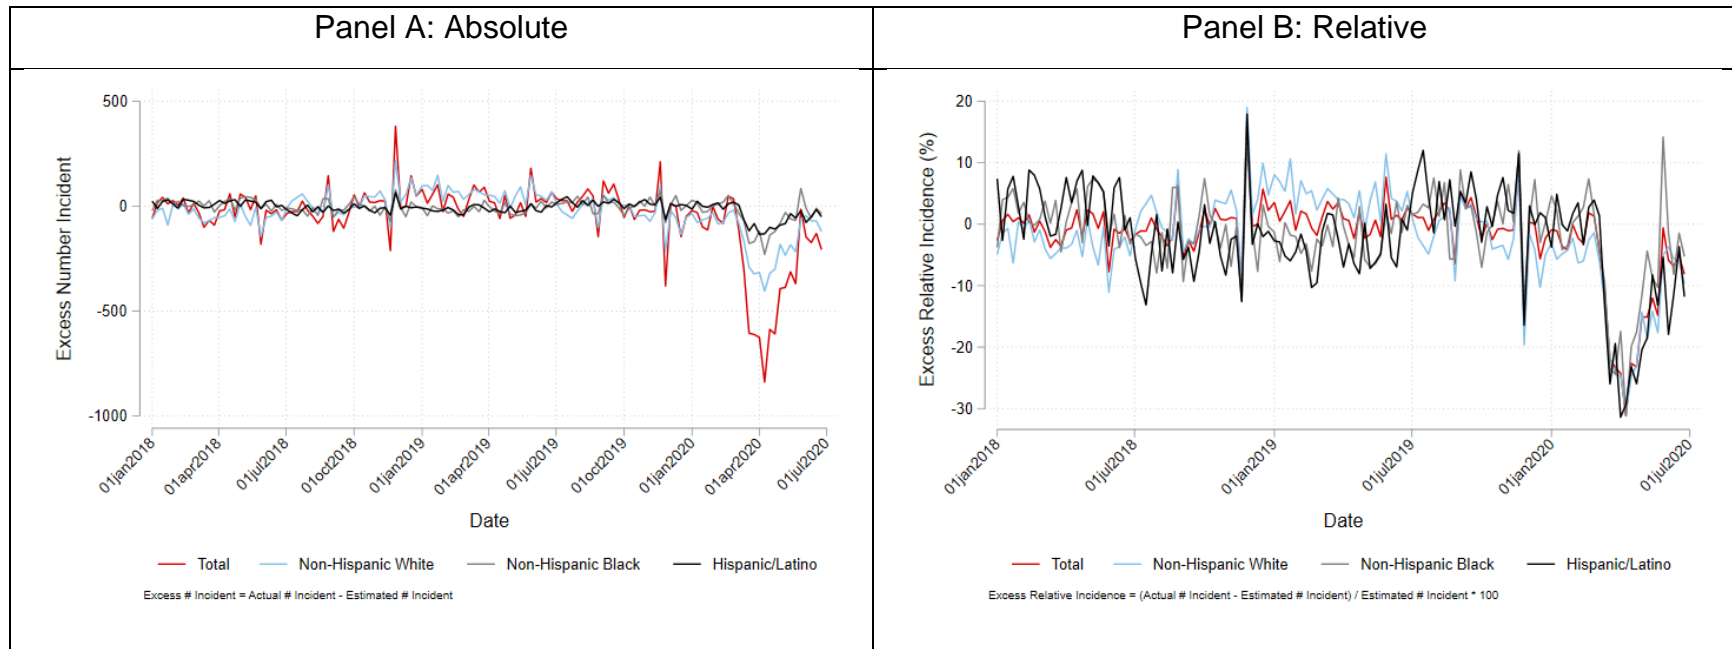 Panel A: Absolute
Panel B: Relative
Excess Number Incident
500
0
-500
-1000
01jan2018
01apr2018
01jul2018
01oct2018
01jan2019
01apr2019
01jul2019
01oct2019
01jan2020
01apr2020
01jul2020
Date
Total
Non-Hispanic White
Non-Hispanic Black
Hispanic/Latino
Excess # Incident = Actual # Incident - Estimated # Incident
Excess Relative Incidence (%)
20
10
0
-10
-20
-30
01jan2018
01jul2018
01jan2019
01jul2019
01jan2020
01jul2020
Date
Total
Non-Hispanic White
Non-Hispanic Black
Hispanic/Latino
Excess Relative Incidence = (Actual # Incident - Estimated # Incident) / Estimated # Incident * 100